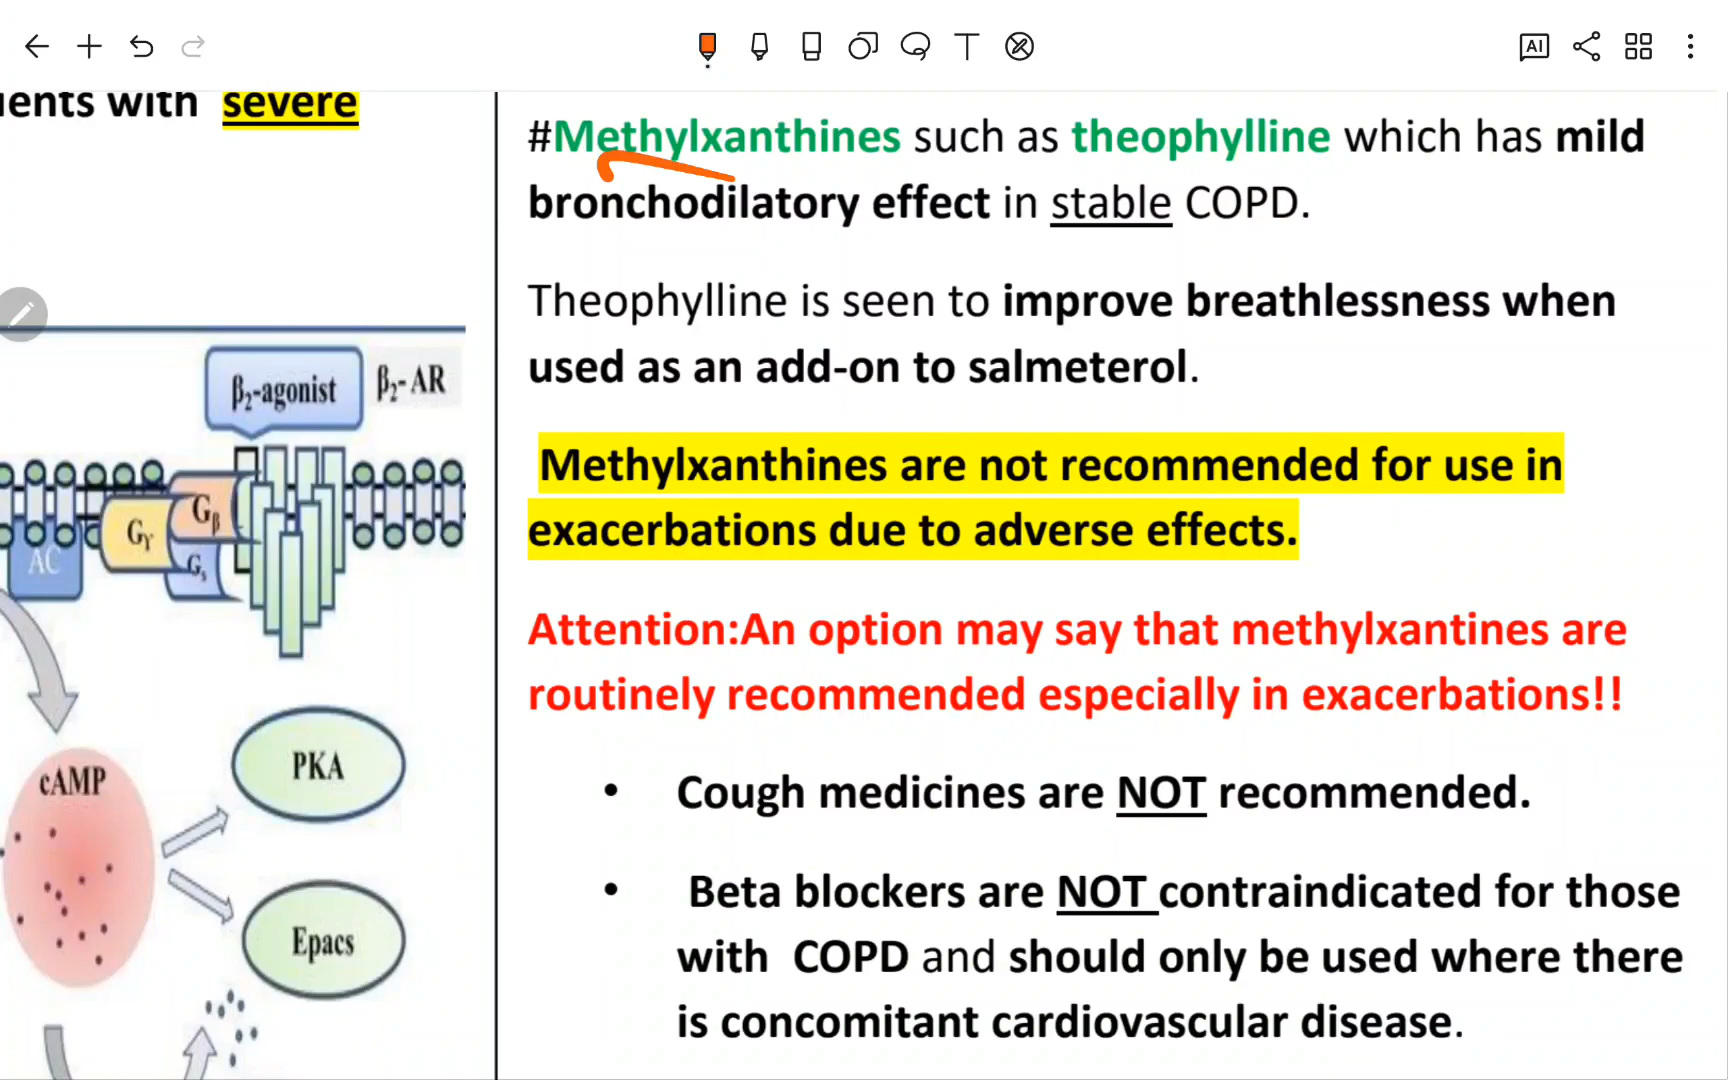 AI
ients with severe
β2-agonist
β2-AR
Gβ
Gγ
Gs
AC
cAMP
PKA
Epacs
#Methylxanthines such as theophylline which has mild
bronchodilatory effect in stable COPD.
Theophylline is seen to improve breathlessness when
used as an add-on to salmeterol.
Methylxanthines are not recommended for use in
exacerbations due to adverse effects.
Attention:An option may say that methylxantines are
routinely recommended especially in exacerbations!!
• Cough medicines are NOT recommended.
• Beta blockers are NOT contraindicated for those
with COPD and should only be used where there
is concomitant cardiovascular disease.